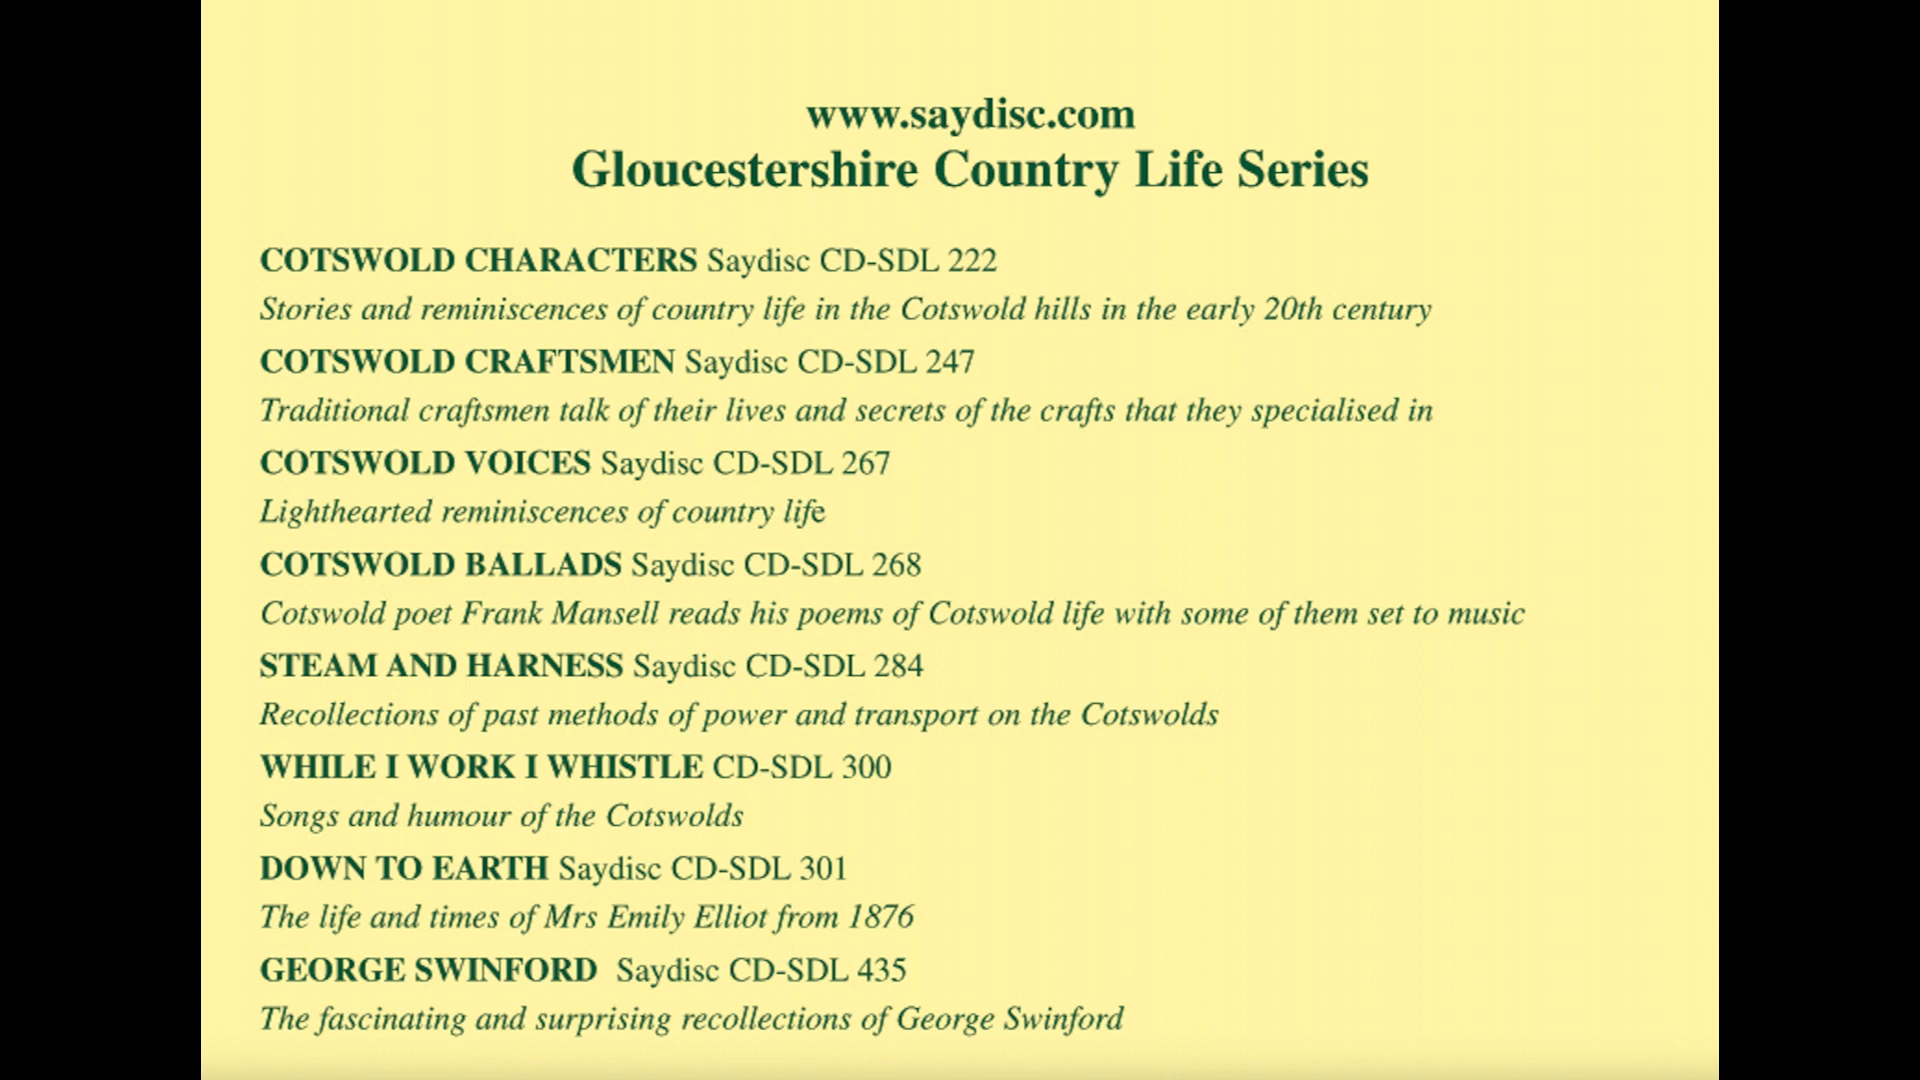 www.saydisc.com
Gloucestershire Country Life Series
COTSWOLD CHARACTERS Saydisc CD-SDL 222
Stories and reminiscences of country life in the Cotswold hills in the early 20th century
COTSWOLD CRAFTSMEN Saydisc CD-SDL 247
Traditional craftsmen talk of their lives and secrets of the crafts that they specialised in
COTSWOLD VOICES Saydisc CD-SDL 267
Lighthearted reminiscences of country life
COTSWOLD BALLADS Saydisc CD-SDL 268
Cotswold poet Frank Mansell reads his poems of Cotswold life with some of them set to music
STEAM AND HARNESS Saydisc CD-SDL 284
Recollections of past methods of power and transport on the Cotswolds
WHILE I WORK I WHISTLE CD-SDL 300
Songs and humour of the Cotswolds
DOWN TO EARTH Saydisc CD-SDL 301
The life and times of Mrs Emily Elliot from 1876
GEORGE SWINFORD Saydisc CD-SDL 435
The fascinating and surprising recollections of George Swinford